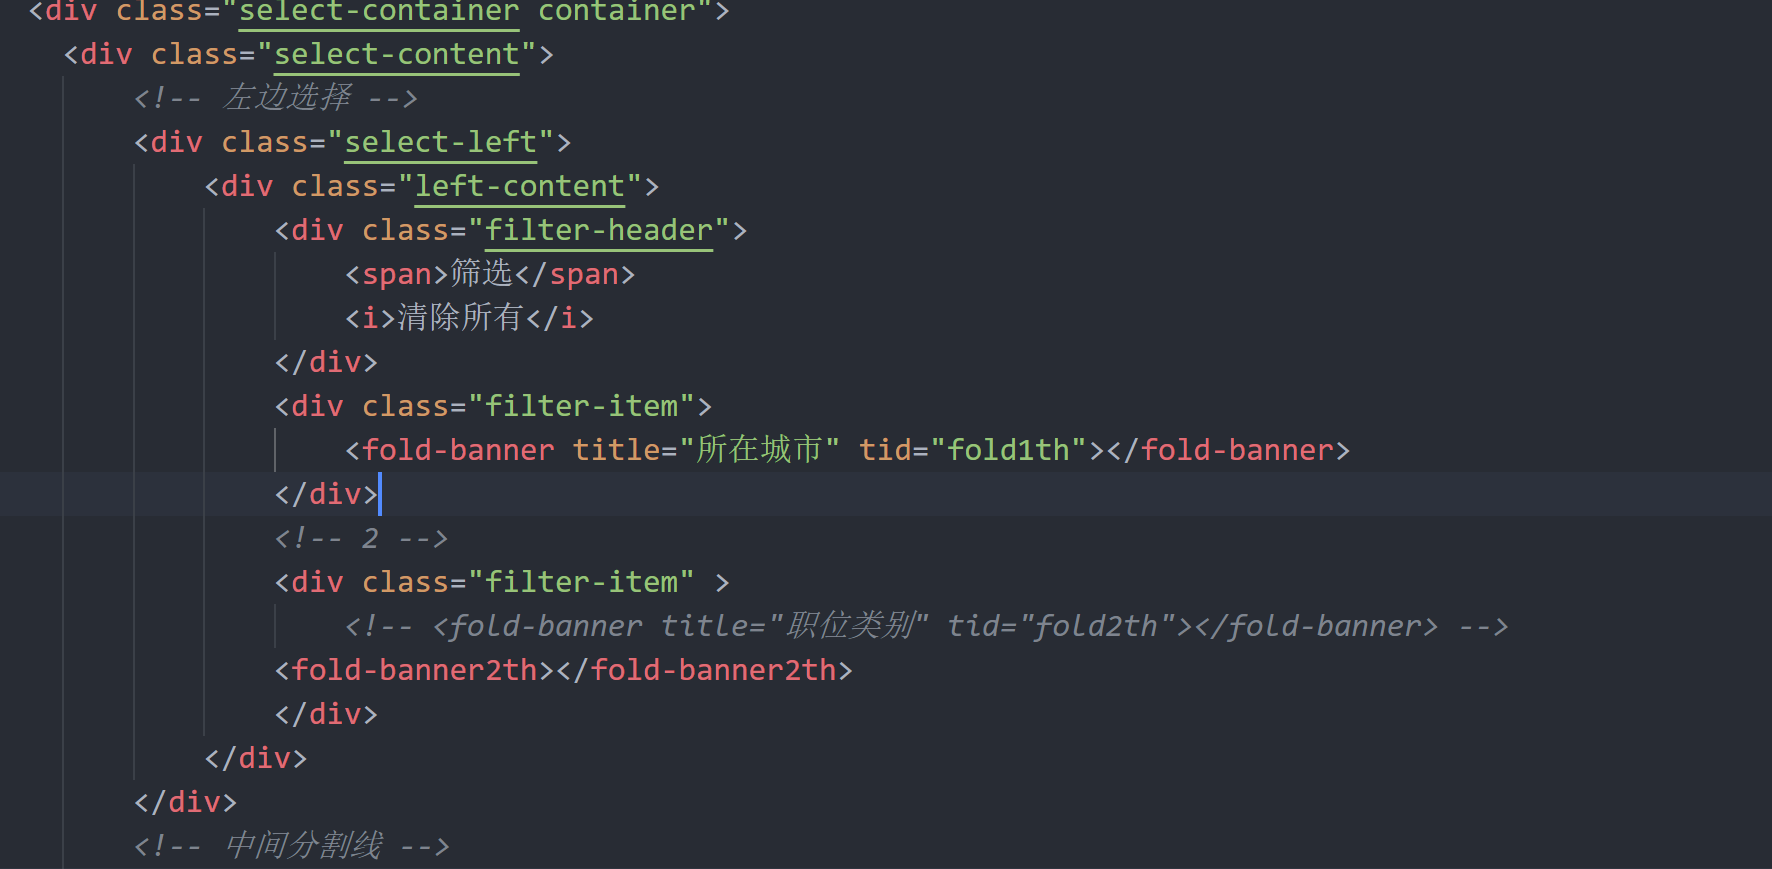 <div class="select-container container">
<div class="select-content">
<!-- 左边选择 -->
<div class="select-left">
<div class="left-content">
<div class="filter-header">
<span>筛选</span>
<i>清除所有</i>
</div>
<div class="filter-item">
<fold-banner title="所在城市" tid="fold1th"></fold-banner>
</div>
<!-- 2 -->
<div class="filter-item" >
<!-- <fold-banner title="职位类别" tid="fold2th"></fold-banner> -->
<fold-banner2th></fold-banner2th>
</div>
</div>
</div>
<!-- 中间分割线 -->